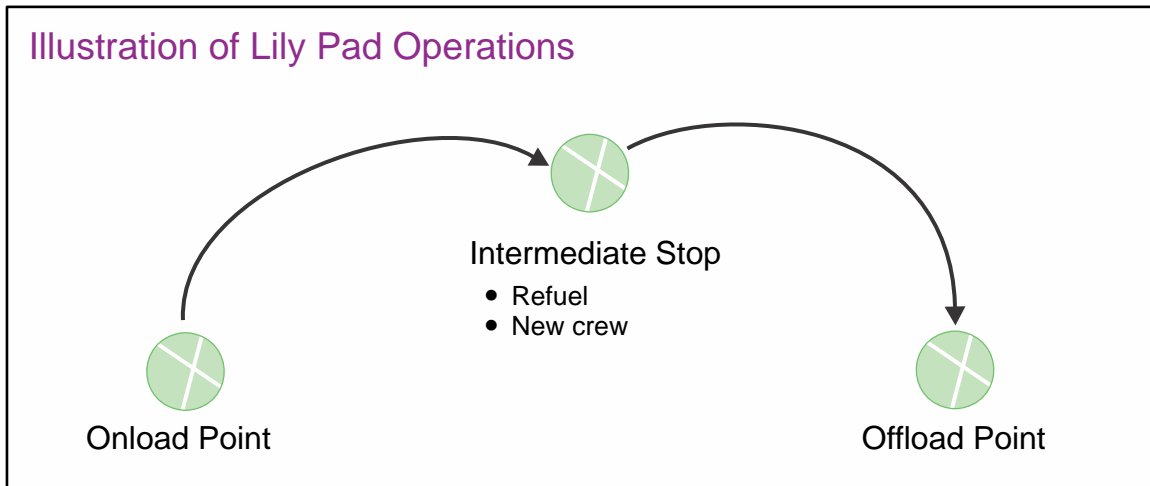 Illustration of Lily Pad Operations
Intermediate Stop
• Refuel
• New crew
Onload Point
Offload Point